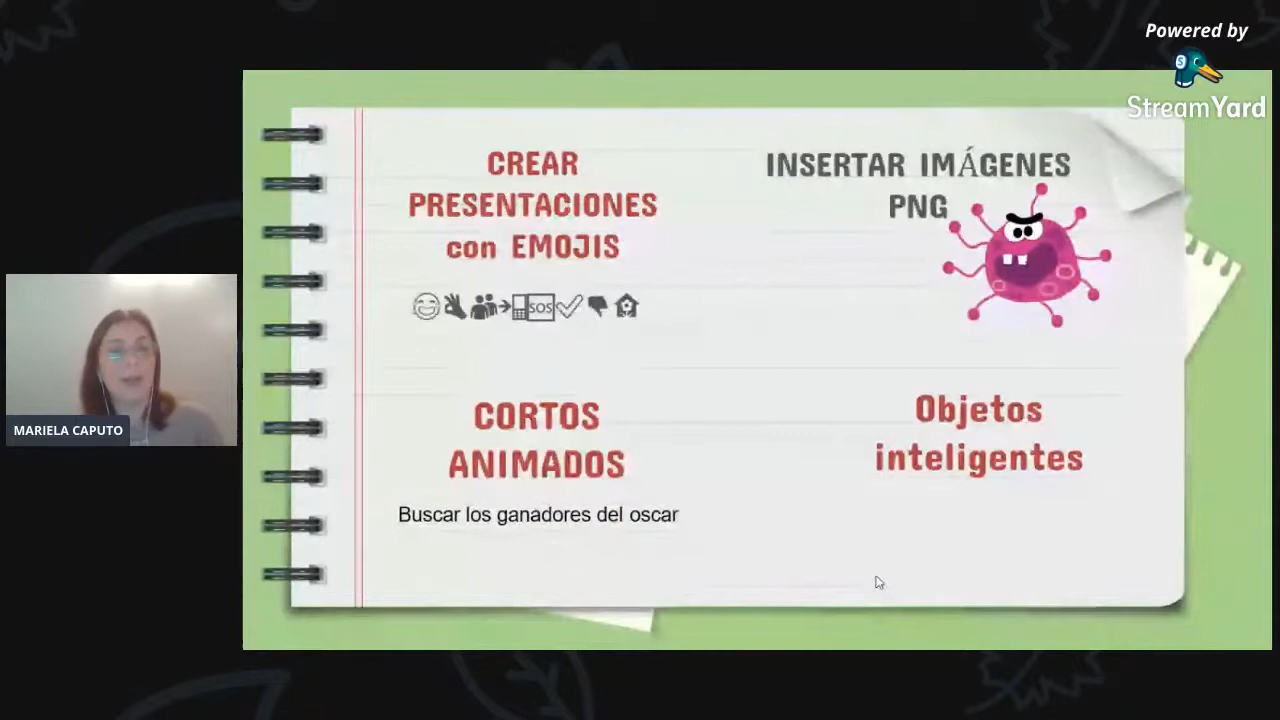 Powered by
StreamYard
CREAR
PRESENTACIONES
con EMOJIS
SOS
INSERTAR IMÁGENES
PNG
CORTOS
ANIMADOS
Buscar los ganadores del oscar
Objetos
inteligentes
MARIELA CAPUTO